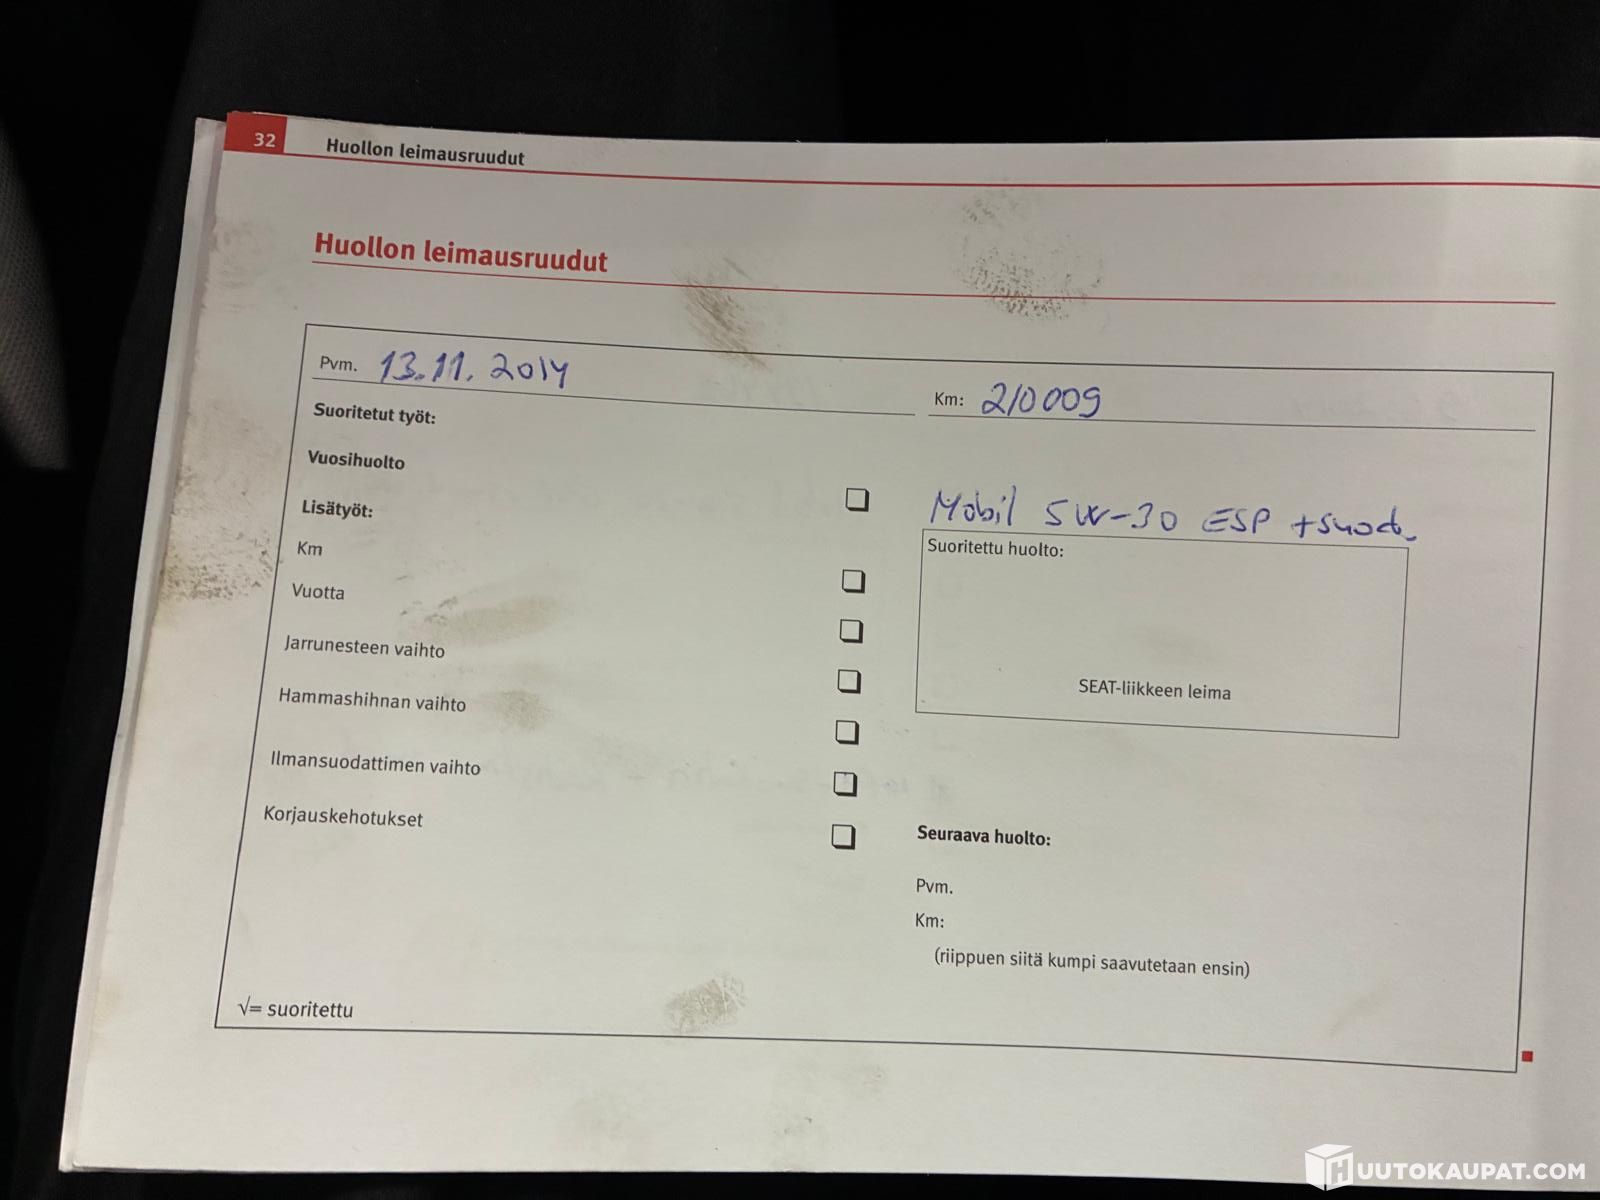 32 Huollon leimausruudut
Huollon leimausruudut
Pvm. 13.11.2014
Km: 210009
Suoritetut työt:
Vuosihuolto
Lisätyöt:
Km
Vuotta
Jarrunesteen vaihto
Hammashihnan vaihto
Ilmansuodattimen vaihto
Korjauskehotukset
√= suoritettu
Mobil 5W-30 ESP +suod.
Suoritettu huolto:
SEAT-liikkeen leima
Seuraava huolto:
Pvm.
Km:
(riippuen siitä kumpi saavutetaan ensin)
HUUTOKAUPAT.COM